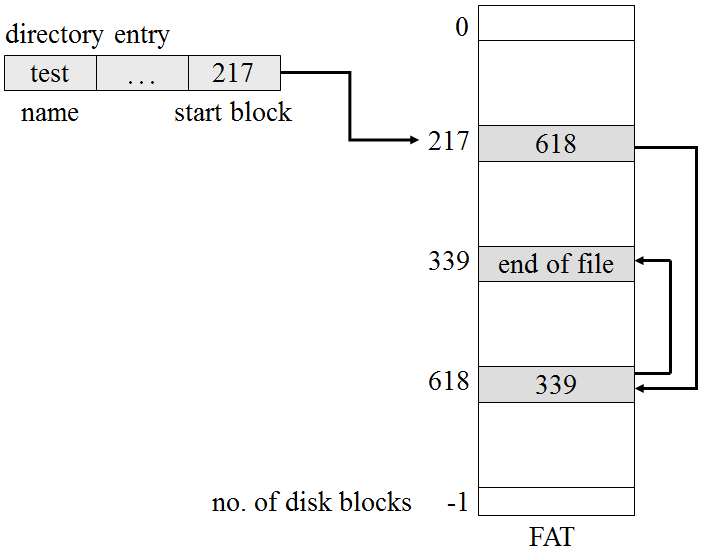 0
directory entry
test ... 217
name start block
217 618
339 end of file
618 339
no. of disk blocks -1
FAT